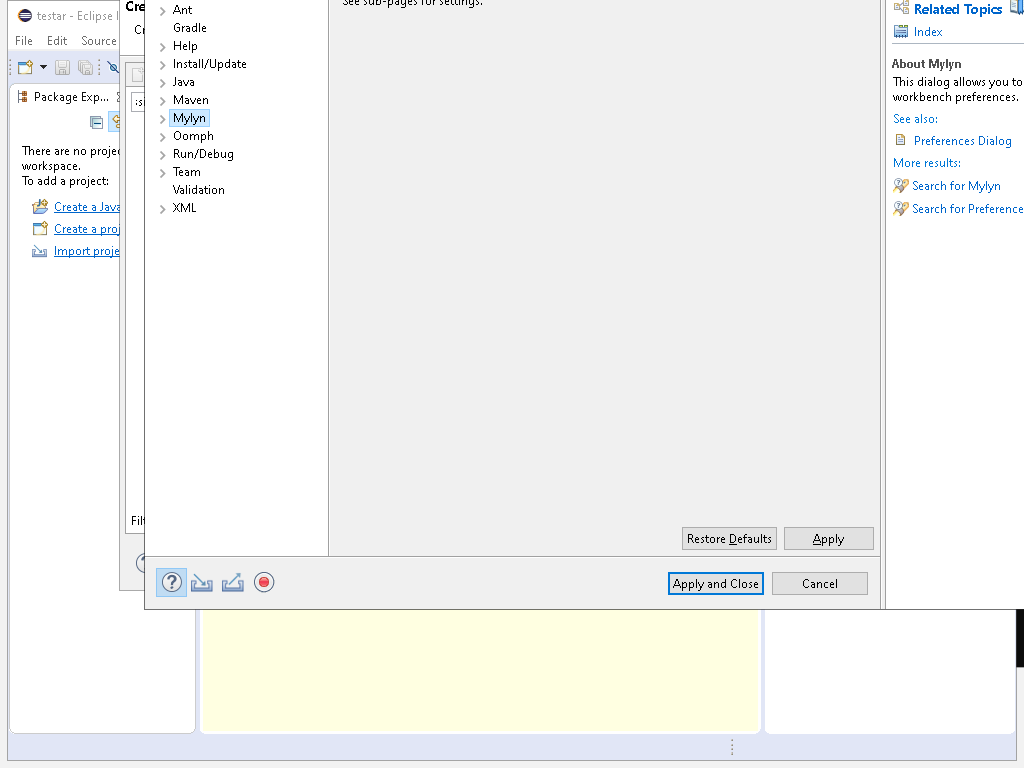 testar - Eclipse I
File Edit Source
Package Exp...
There are no projec
workspace.
To add a project:
Create a Java
Create a proj
Import proje
Cre
Cr
Filt
See sub-pages for settings.
Ant
Gradle
Help
Install/Update
Java
Maven
Mylyn
Oomph
Run/Debug
Team
Validation
XML
Restore Defaults
Apply
Apply and Close
Cancel
Related Topics
Index
About Mylyn
This dialog allows you to
workbench preferences.
See also:
Preferences Dialog
More results:
Search for Mylyn
Search for Preference